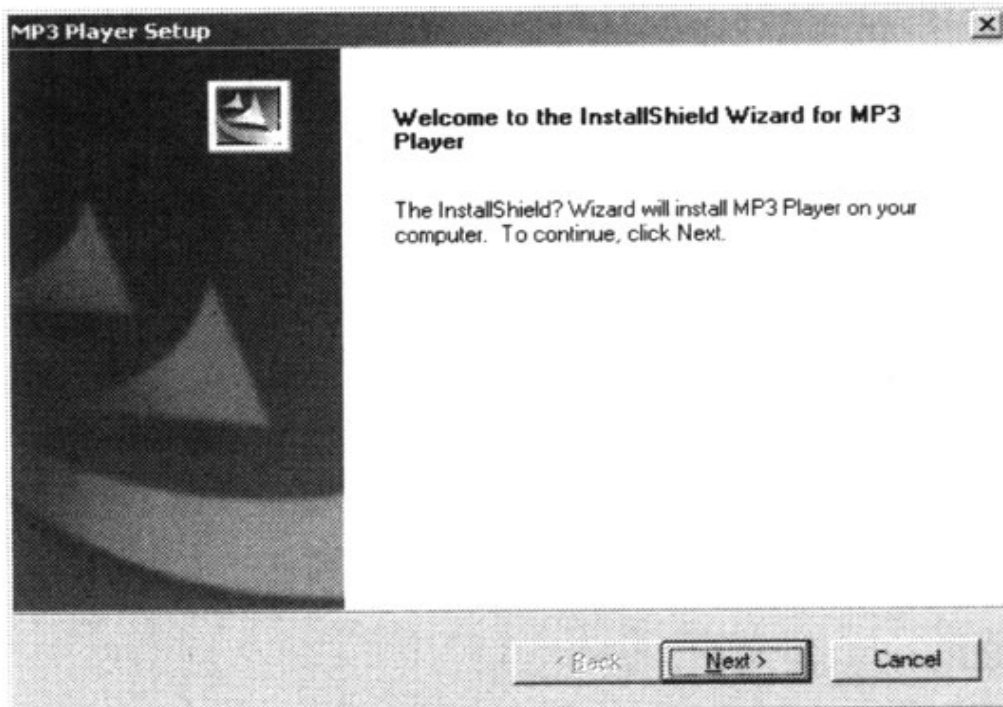 MP3 Player Setup
Welcome to the InstallShield Wizard for MP3
Player
The InstallShield? Wizard will install MP3 Player on your
computer. To continue, click Next.
< Back
Next >
Cancel